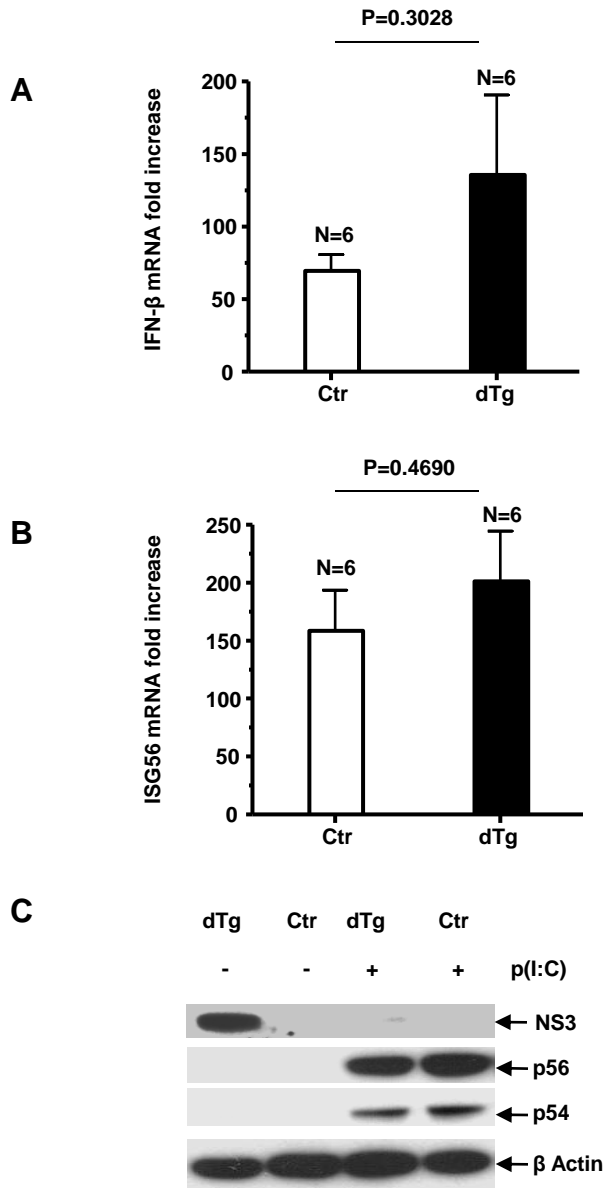 P=0.3028
A
N=6
N=6
200
150
100
50
0
IFN-β mRNA fold increase
Ctr dTg
P=0.4690
B
N=6
N=6
250
200
150
100
50
0
ISG56 mRNA fold increase
Ctr dTg
C
dTg Ctr dTg Ctr
- - + + p(I:C)
NS3
p56
p54
β Actin